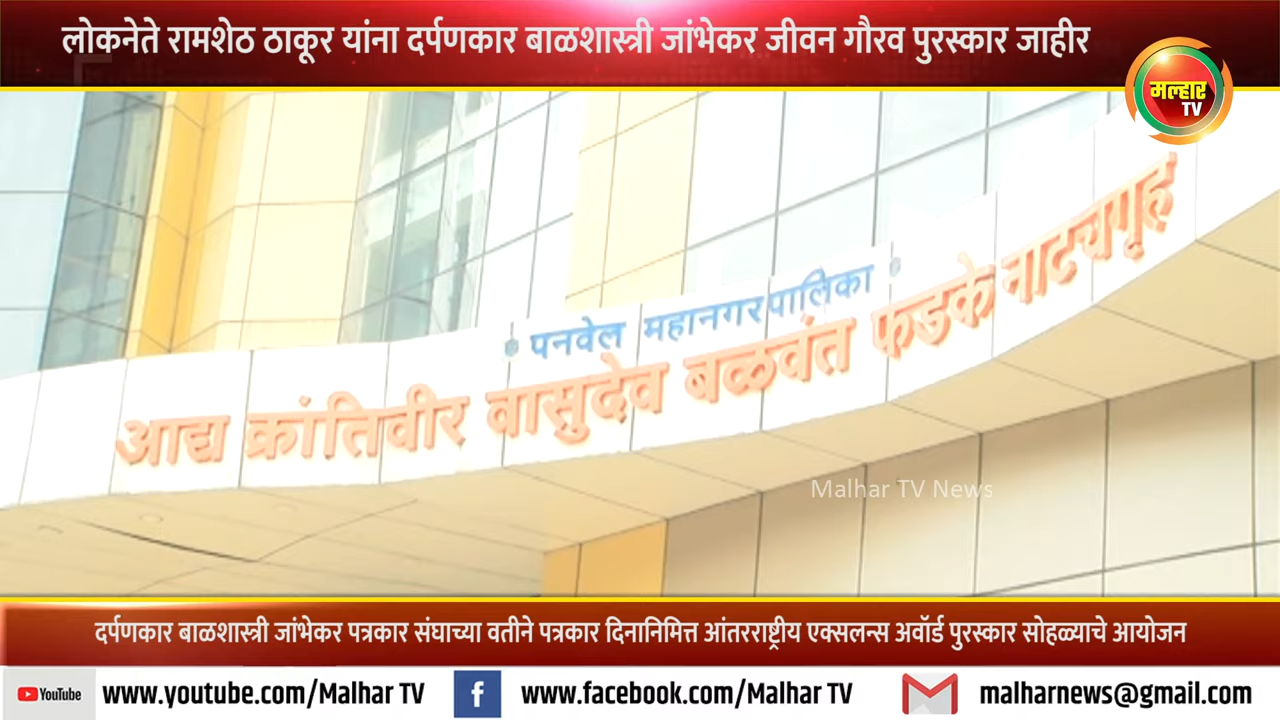 लोकनेते रामशेठ ठाकूर यांना दर्पणकार बाळशास्त्री जांभेकर जीवन गौरव पुरस्कार जाहीर
मल्हार
TV
पनवेल महानगरपालिका
आद्य क्रांतिवीर वासुदेव बळवंत फडके नाट्यगृह
Malhar TV News
दर्पणकार बाळशास्त्री जांभेकर पत्रकार संघाच्या वतीने पत्रकार दिनानिमित्त आंतरराष्ट्रीय एक्सलन्स अवॉर्ड पुरस्कार सोहळ्याचे आयोजन
YouTube www.youtube.com/Malhar TV f www.facebook.com/Malhar TV malharnews@gmail.com